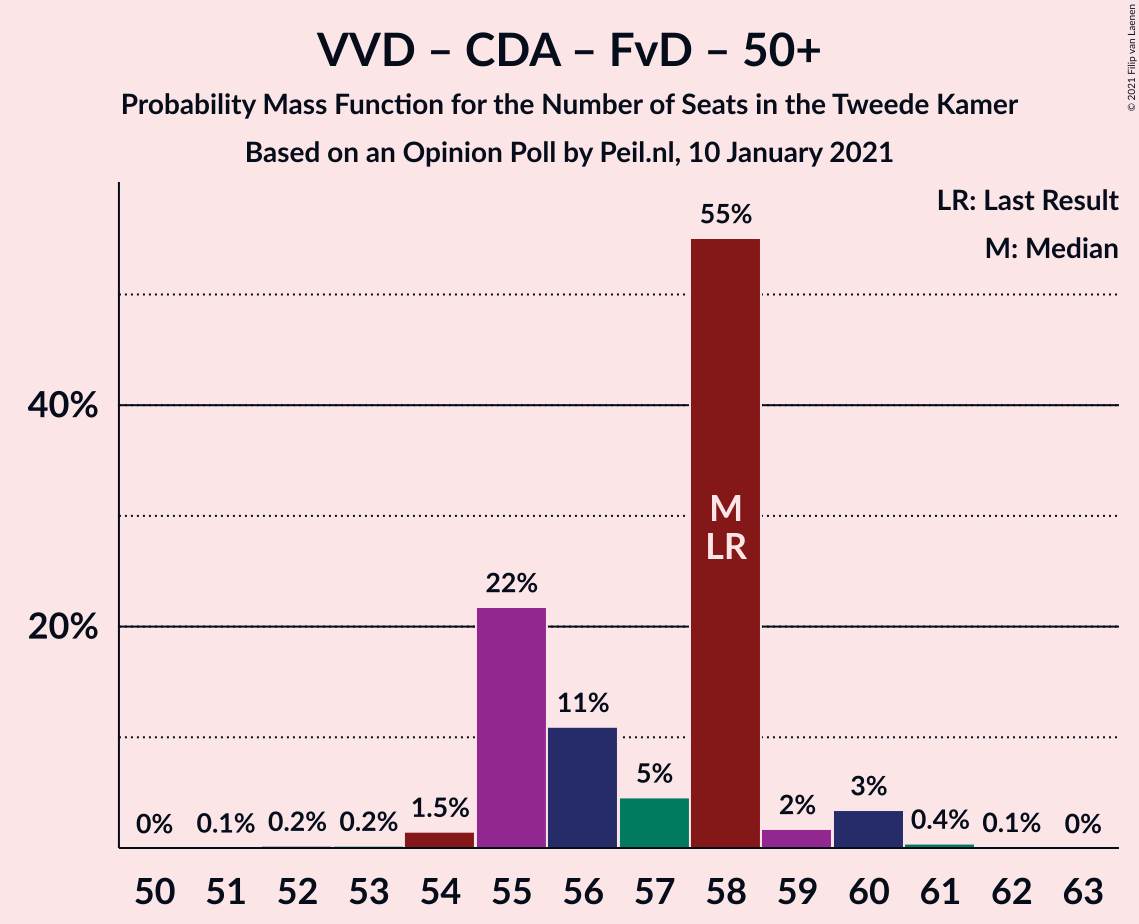 VVD – CDA – FvD – 50+
Probability Mass Function for the Number of Seats in the Tweede Kamer
Based on an Opinion Poll by Peil.nl, 10 January 2021
© 2021 Filip van Laenen
LR: Last Result
M: Median
55%
40%
M
LR
22%
20%
11%
5%
3%
2%
1.5%
0% 0.1% 0.2% 0.2% 0.4% 0.1% 0%
50 51 52 53 54 55 56 57 58 59 60 61 62 63